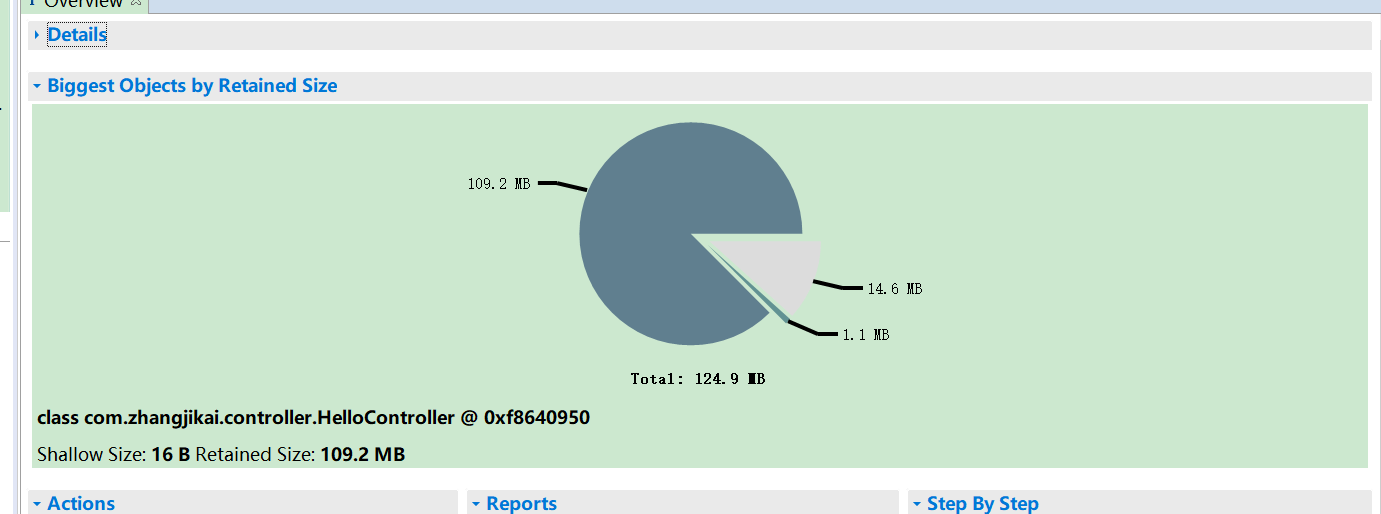 Overview
Details
Biggest Objects by Retained Size
109.2 MB
14.6 MB
1.1 MB
Total: 124.9 MB
class com.zhangjikai.controller.HelloController @ 0xf8640950
Shallow Size: 16 B Retained Size: 109.2 MB
Actions
Reports
Step By Step